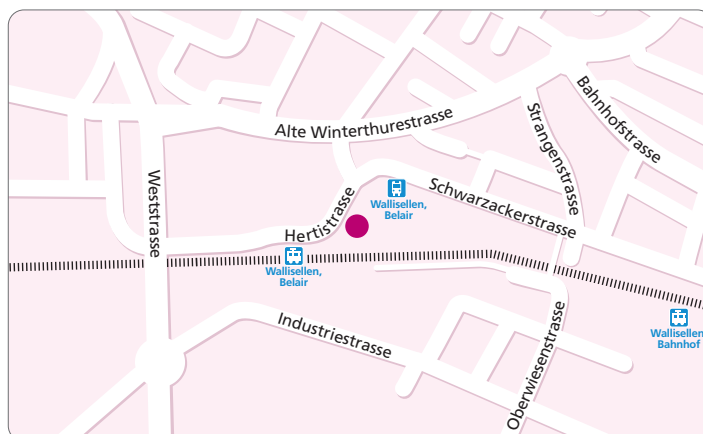 Alte Winterthurestrasse
Bahnhofstrasse
Strangenstrasse
Weststrasse
Hertistrasse
Wallisellen,
Belair
Schwarzackerstrasse
Wallisellen,
Belair
Industriestrasse
Oberwiesenstrasse
Wallisellen,
Bahnhof